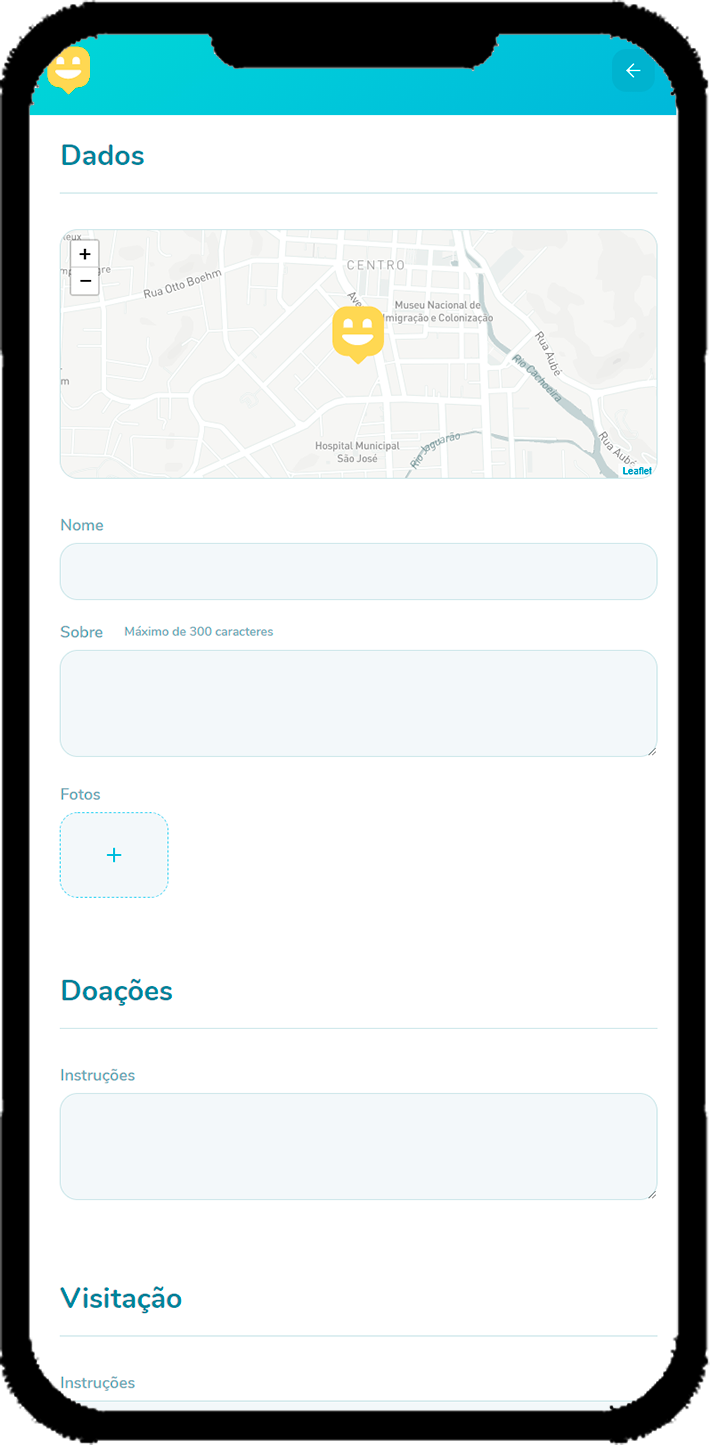 Dados
+
−
Rua Otto Boehm
CENTRO
Museu Nacional de
Imigração e Colonização
Rua Aubé
Rio Cachoeira
Hospital Municipal
São José
Rio Jaguarão
Rua Aubé
Leaflet
Nome
Sobre Máximo de 300 caracteres
Fotos
+
Doações
Instruções
Visitação
Instruções